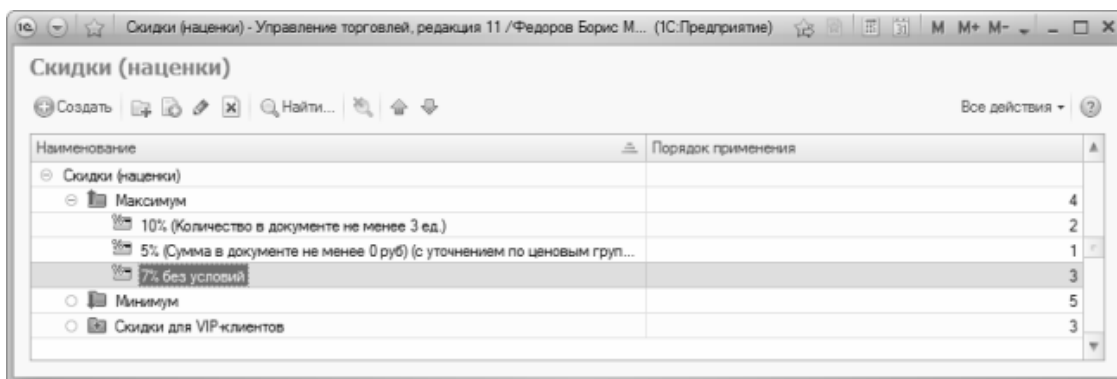 Скидки (наценки) - Управление торговлей, редакция 11 /Федоров Борис М... (1С:Предприятие) 31 M M+ M-
Скидки (наценки)
Создать Найти... Все действия
Наименование Порядок применения
Скидки (наценки)
Максимум 4
10% (Количество в документе не менее 3 ед.) 2
5% (Сумма в документе не менее 0 руб) (с уточнением по ценовым груп... 1
7% без условий 3
Минимум 5
Скидки для VIP-клиентов 3